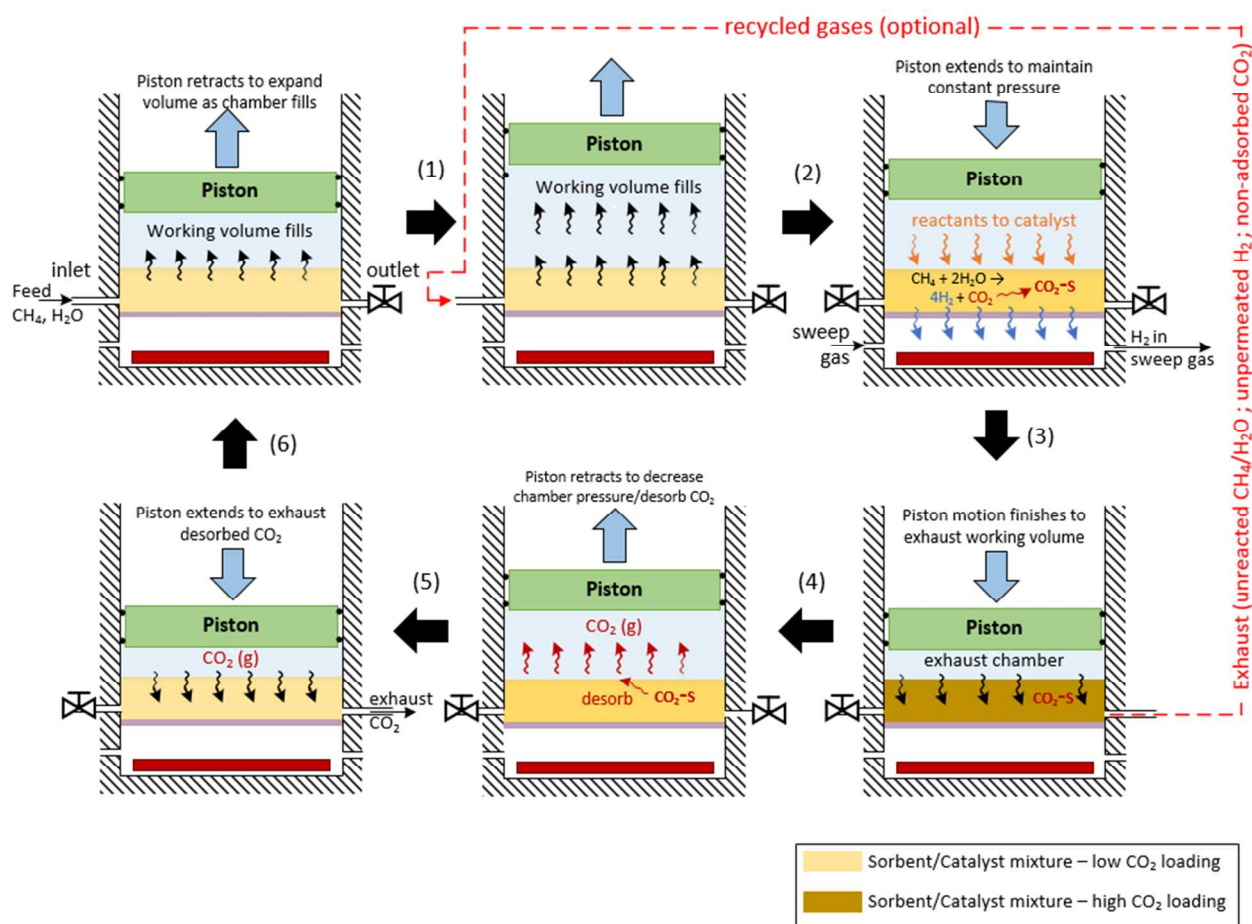 recycled gases (optional)
Piston retracts to expand
volume as chamber fills
Piston
Working volume fills
inlet
Feed
CH₄, H₂O
outlet
(1)
Piston
Working volume fills
(2)
Piston extends to maintain
constant pressure
Piston
reactants to catalyst
CH₄ + 2H₂O →
4H₂ + CO₂
CO₂-S
sweep
gas
H₂ in
sweep gas
Exhaust (unreacted CH₄/H₂O ; unpermeated H₂ ; non-adsorbed CO₂)
(3)
Piston motion finishes to
exhaust working volume
Piston
exhaust chamber
CO₂-S
(4)
Piston retracts to decrease
chamber pressure/desorb CO₂
Piston
CO₂ (g)
desorb
CO₂-S
(5)
Piston extends to exhaust
desorbed CO₂
Piston
CO₂ (g)
exhaust
CO₂
(6)
Sorbent/Catalyst mixture – low CO₂ loading
Sorbent/Catalyst mixture – high CO₂ loading